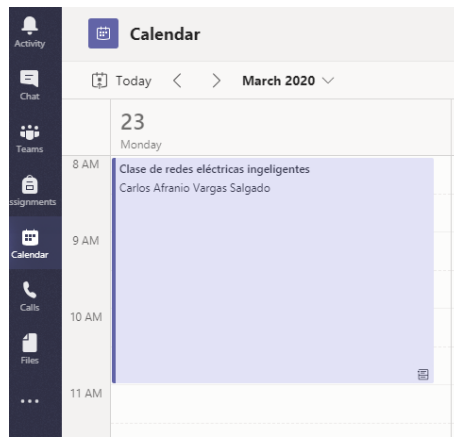 Activity
Chat
Teams
ssignments
Calendar
Calls
Files
Calendar
Today
March 2020
23
Monday
8 AM
Clase de redes eléctricas ingeligentes
Carlos Afranio Vargas Salgado
9 AM
10 AM
11 AM